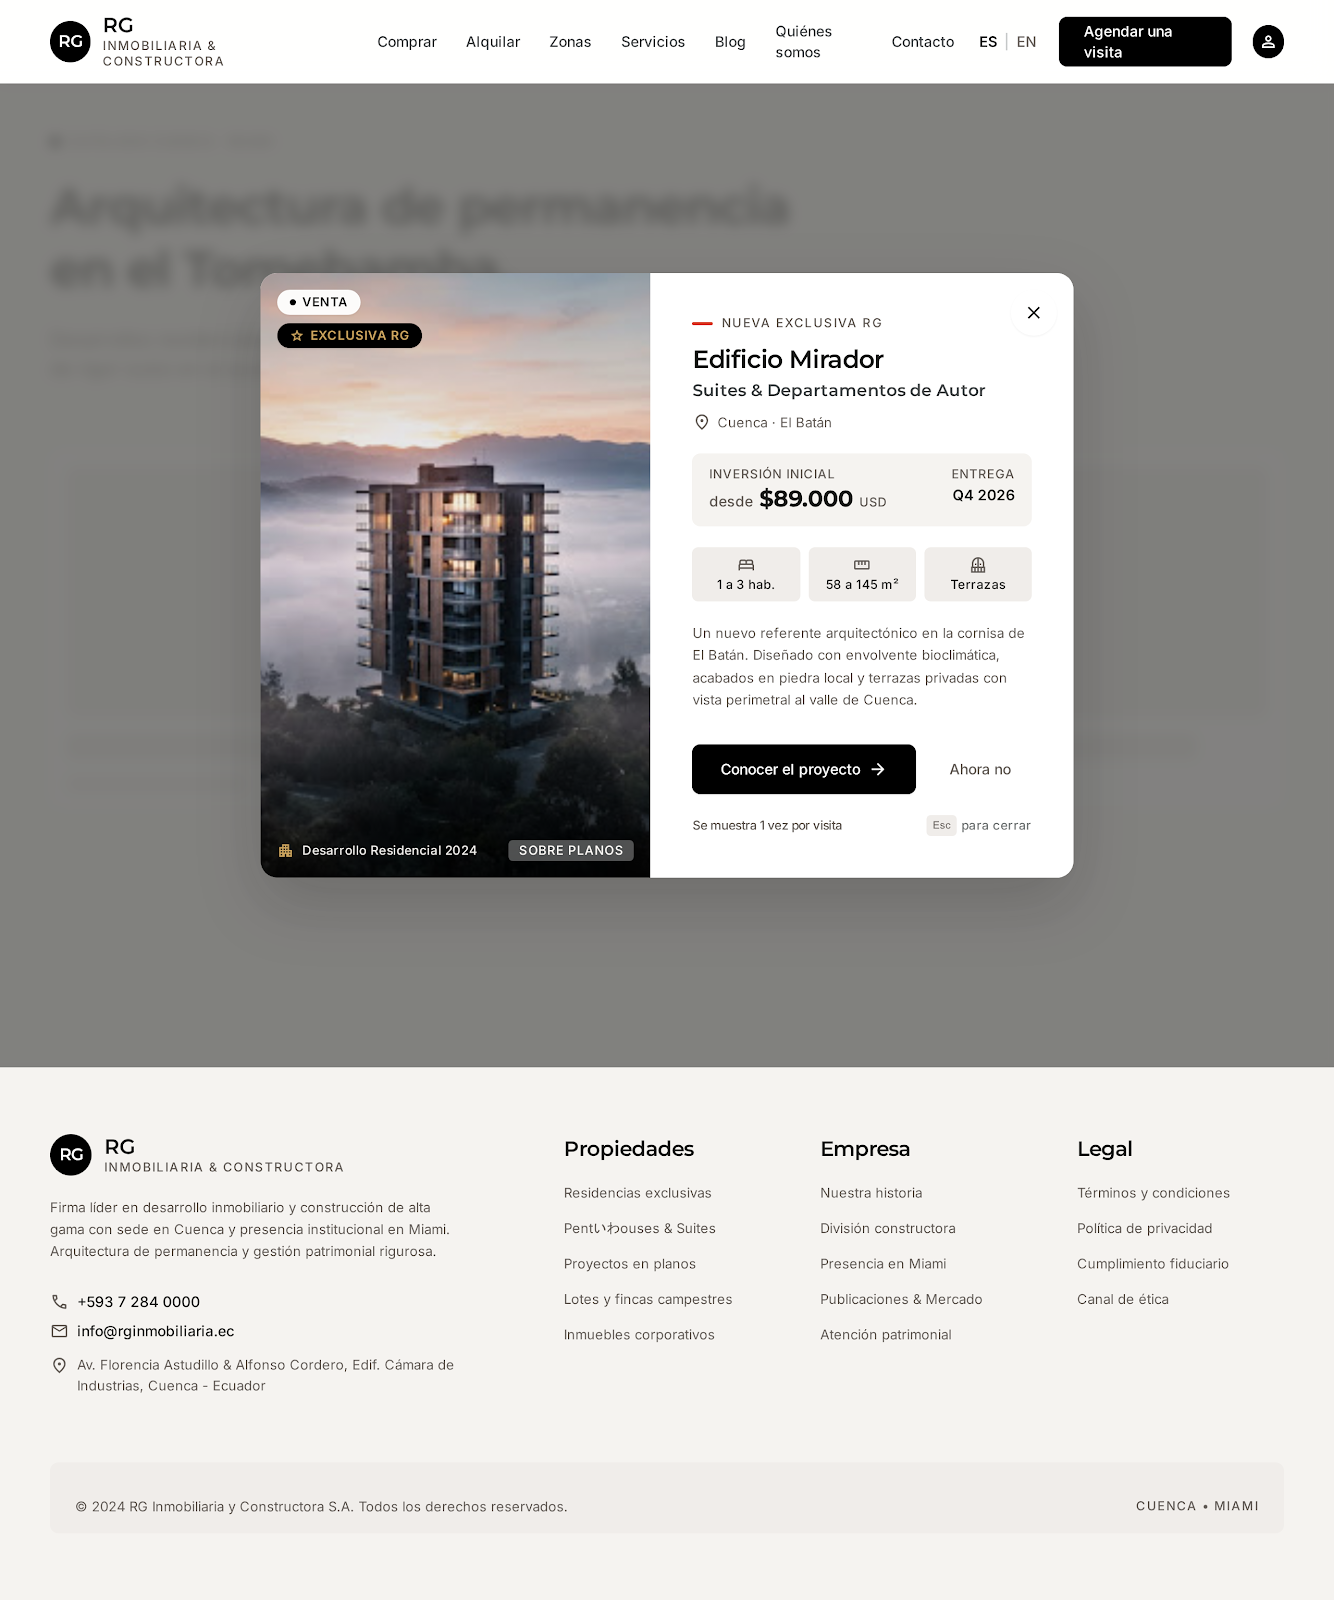 RG
RG
INMOBILIARIA &
CONSTRUCTORA
Comprar
Alquilar
Zonas
Servicios
Blog
Quiénes
somos
Contacto
ES | EN
Agendar una
visita
Arquitectura de permanencia
en el Tomebamba
VENTA
EXCLUSIVA RG
Desarrollo Residencial 2024
SOBRE PLANOS
NUEVA EXCLUSIVA RG
Edificio Mirador
Suites & Departamentos de Autor
Cuenca · El Batán
INVERSIÓN INICIAL
desde $89.000 USD
ENTREGA
Q4 2026
1 a 3 hab.
58 a 145 m²
Terrazas
Un nuevo referente arquitectónico en la cornisa de
El Batán. Diseñado con envolvente bioclimática,
acabados en piedra local y terrazas privadas con
vista perimetral al valle de Cuenca.
Conocer el proyecto →
Ahora no
Se muestra 1 vez por visita
Esc para cerrar
RG
RG
INMOBILIARIA & CONSTRUCTORA
Firma líder en desarrollo inmobiliario y construcción de alta
gama con sede en Cuenca y presencia institucional en Miami.
Arquitectura de permanencia y gestión patrimonial rigurosa.
+593 7 284 0000
info@rginmobiliaria.ec
Av. Florencia Astudillo & Alfonso Cordero, Edif. Cámara de
Industrias, Cuenca - Ecuador
Propiedades
Residencias exclusivas
Pentいわouses & Suites
Proyectos en planos
Lotes y fincas campestres
Inmuebles corporativos
Empresa
Nuestra historia
División constructora
Presencia en Miami
Publicaciones & Mercado
Atención patrimonial
Legal
Términos y condiciones
Política de privacidad
Cumplimiento fiduciario
Canal de ética
© 2024 RG Inmobiliaria y Constructora S.A. Todos los derechos reservados.
CUENCA • MIAMI